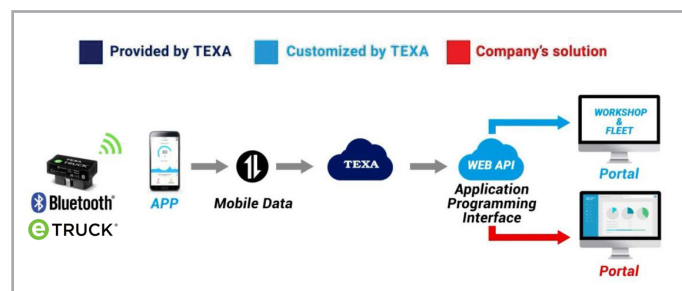 Provided by TEXA
Customized by TEXA
Company's solution
WORKSHOP
&
FLEET
TEXA
TRUCK
TEXA
WEB API
Bluetooth®
APP
Mobile Data
Application
Programming
Interface
Portal
e TRUCK
Portal